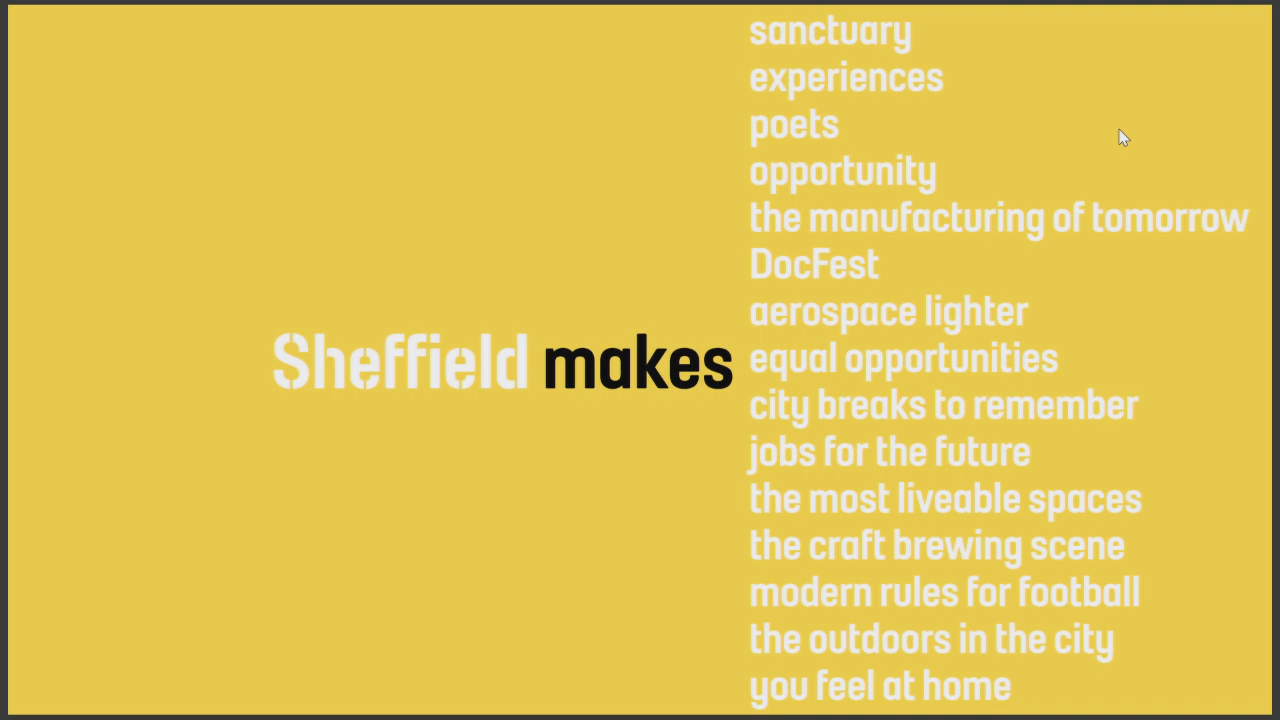 sanctuary
experiences
poets
opportunity
the manufacturing of tomorrow
DocFest
aerospace lighter
Sheffield makes
equal opportunities
city breaks to remember
jobs for the future
the most liveable spaces
the craft brewing scene
modern rules for football
the outdoors in the city
you feel at home